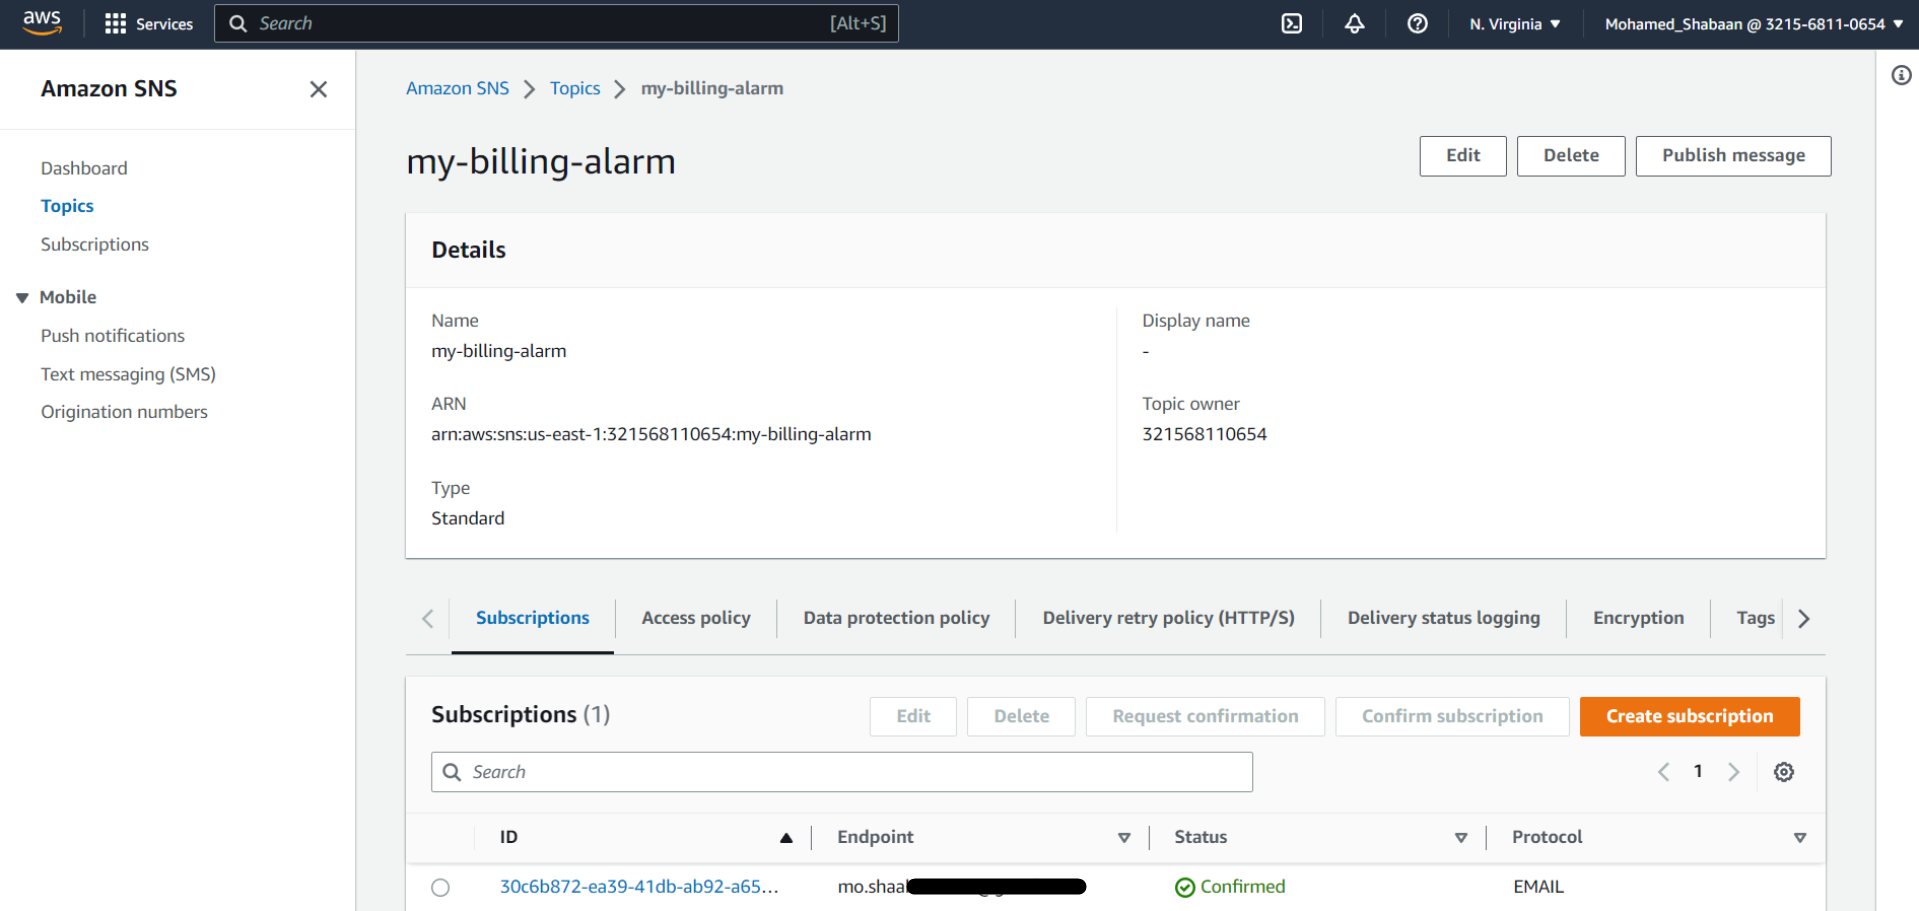 aws Services Search [Alt+S] N. Virginia Mohamed_Shabaan @ 3215-6811-0654
Amazon SNS
Dashboard
Topics
Subscriptions
Mobile
Push notifications
Text messaging (SMS)
Origination numbers
Amazon SNS Topics my-billing-alarm
my-billing-alarm
Edit Delete Publish message
Details
Name
my-billing-alarm
Display name
-
ARN
arn:aws:sns:us-east-1:321568110654:my-billing-alarm
Topic owner
321568110654
Type
Standard
Subscriptions Access policy Data protection policy Delivery retry policy (HTTP/S) Delivery status logging Encryption Tags
Subscriptions (1) Edit Delete Request confirmation Confirm subscription Create subscription
Search 1
ID Endpoint Status Protocol
30c6b872-ea39-41db-ab92-a65... Confirmed EMAIL